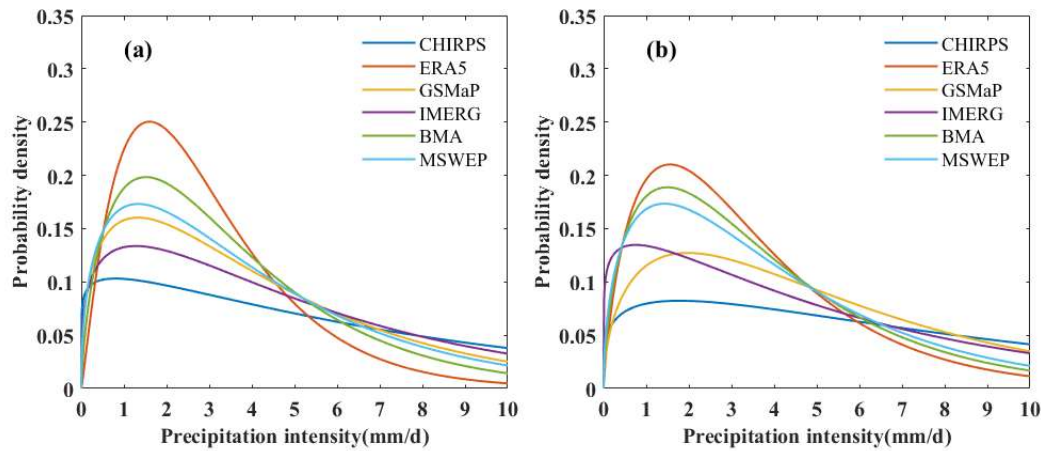 (a)
CHIRPS
ERA5
GSMaP
IMERG
BMA
MSWEP
0.35
0.3
0.25
0.2
0.15
0.1
0.05
0
Probability density
0 1 2 3 4 5 6 7 8 9 10
Precipitation intensity(mm/d)
(b)
CHIRPS
ERA5
GSMaP
IMERG
BMA
MSWEP
0.35
0.3
0.25
0.2
0.15
0.1
0.05
0
Probability density
0 1 2 3 4 5 6 7 8 9 10
Precipitation intensity(mm/d)